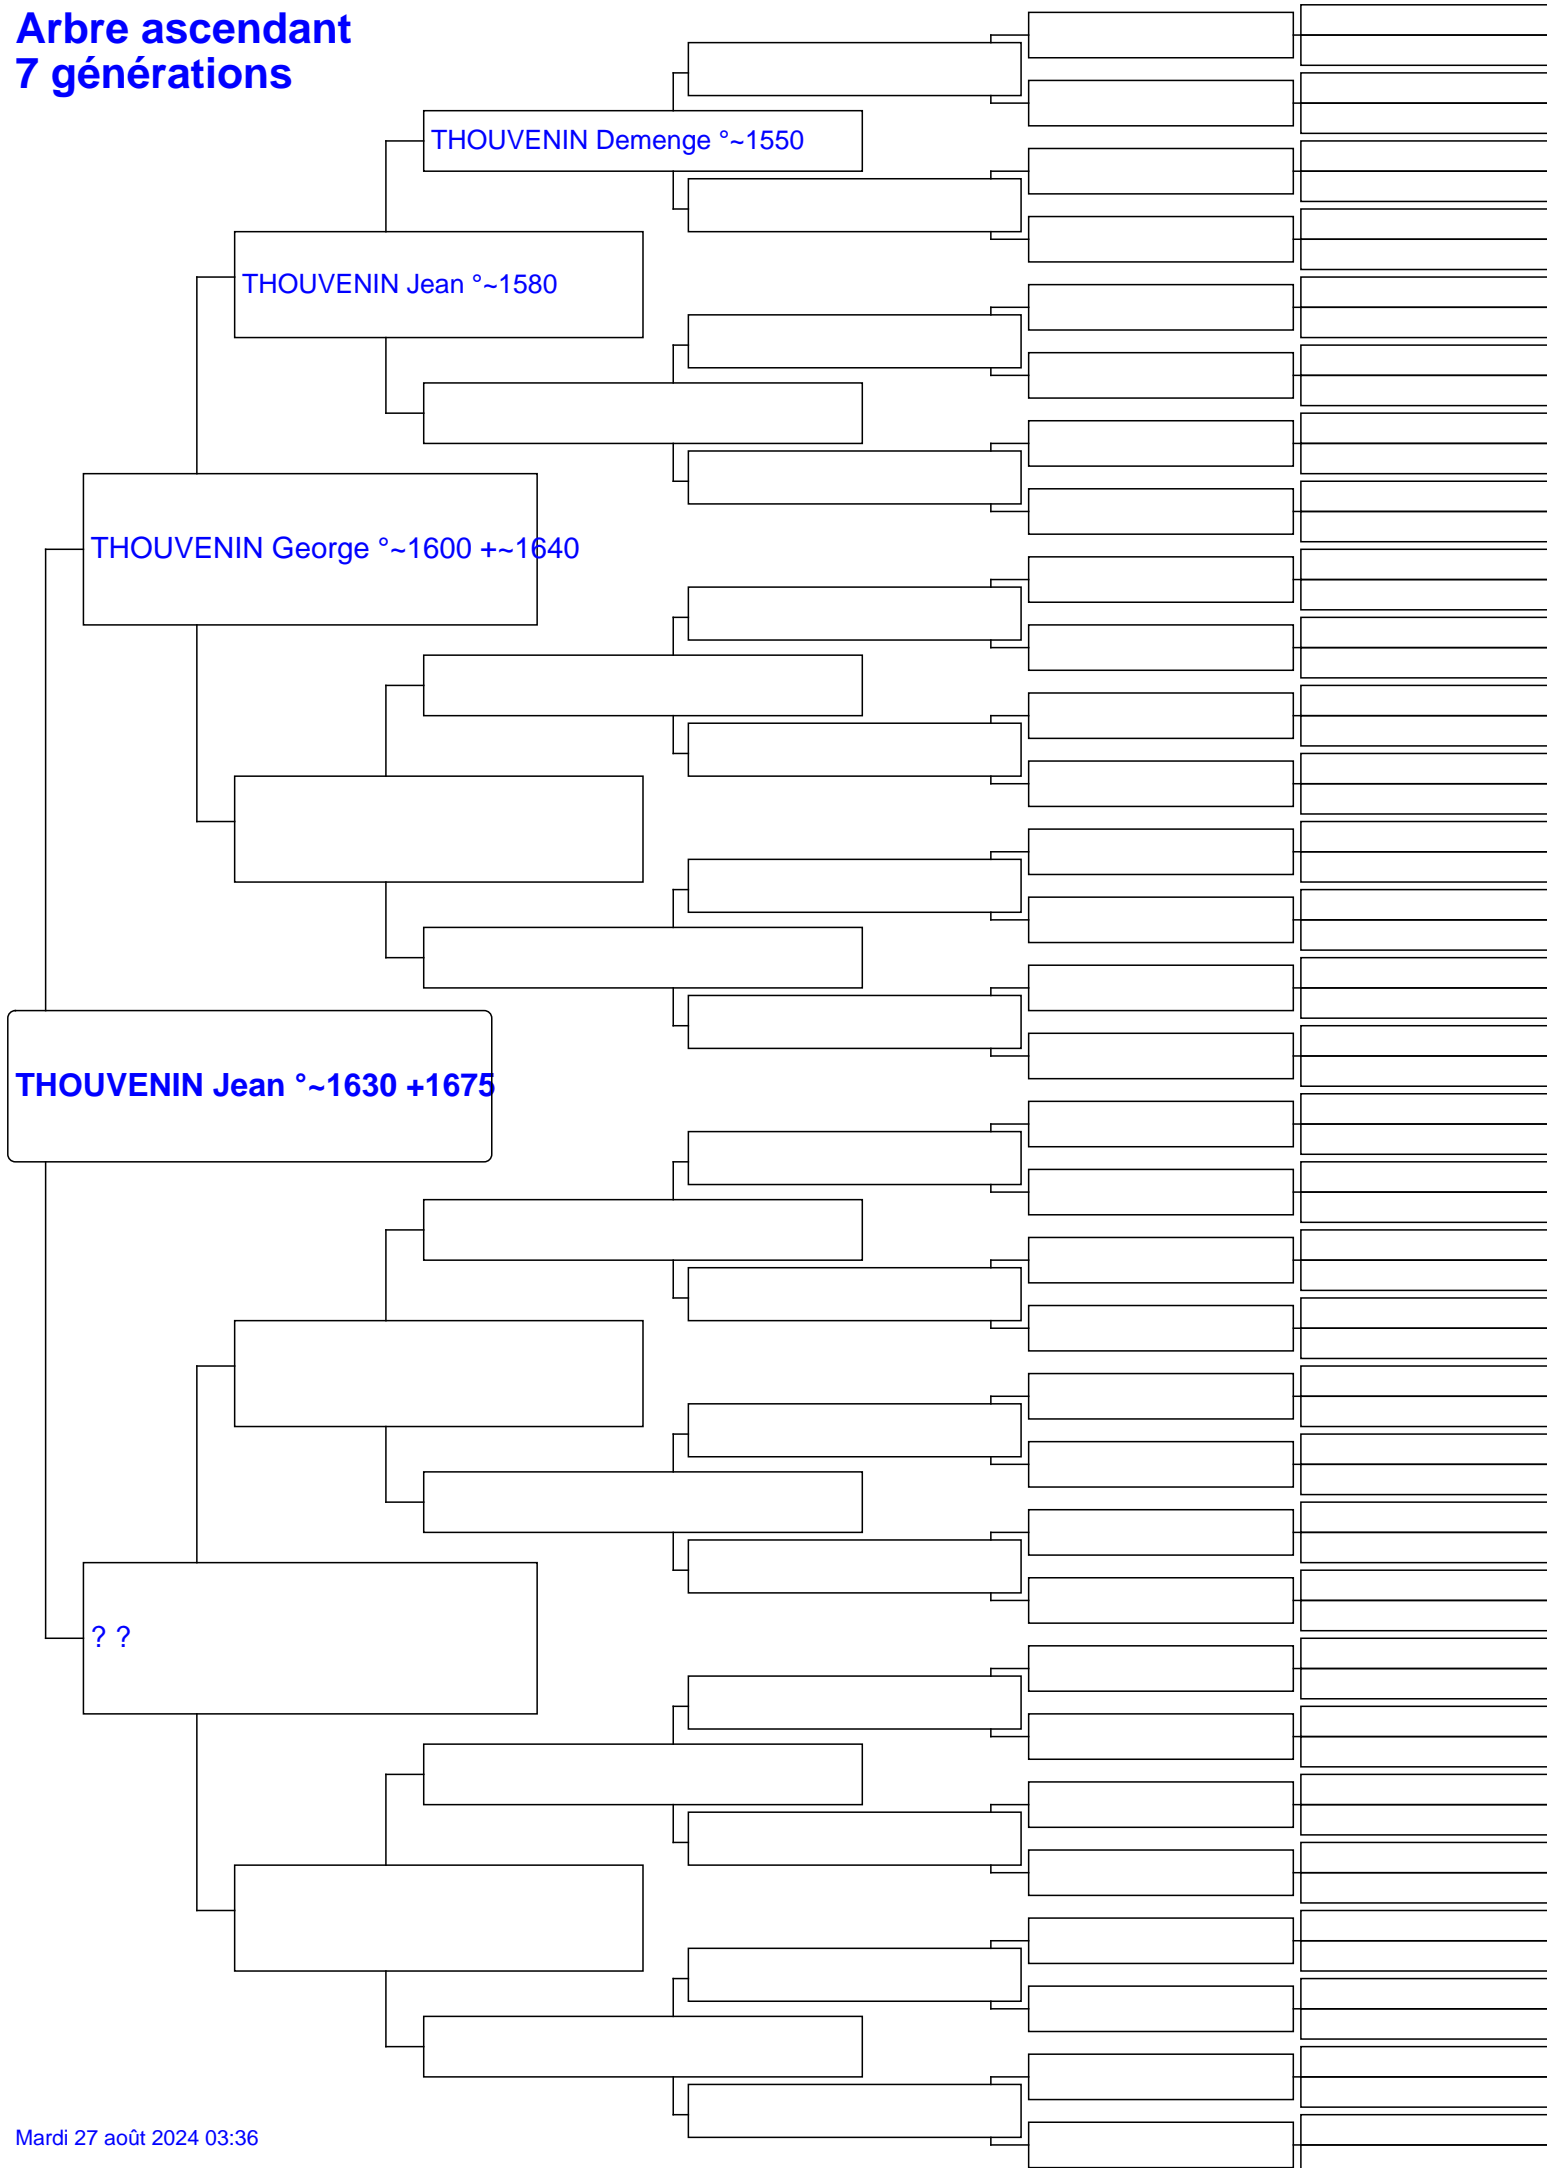 Arbre ascendant
7 générations
THOUVENIN Demenge °~1550
THOUVENIN Jean °~1580
THOUVENIN George °~1600 +~1640
THOUVENIN Jean °~1630 +1675
? ?
Mardi 27 août 2024 03:36